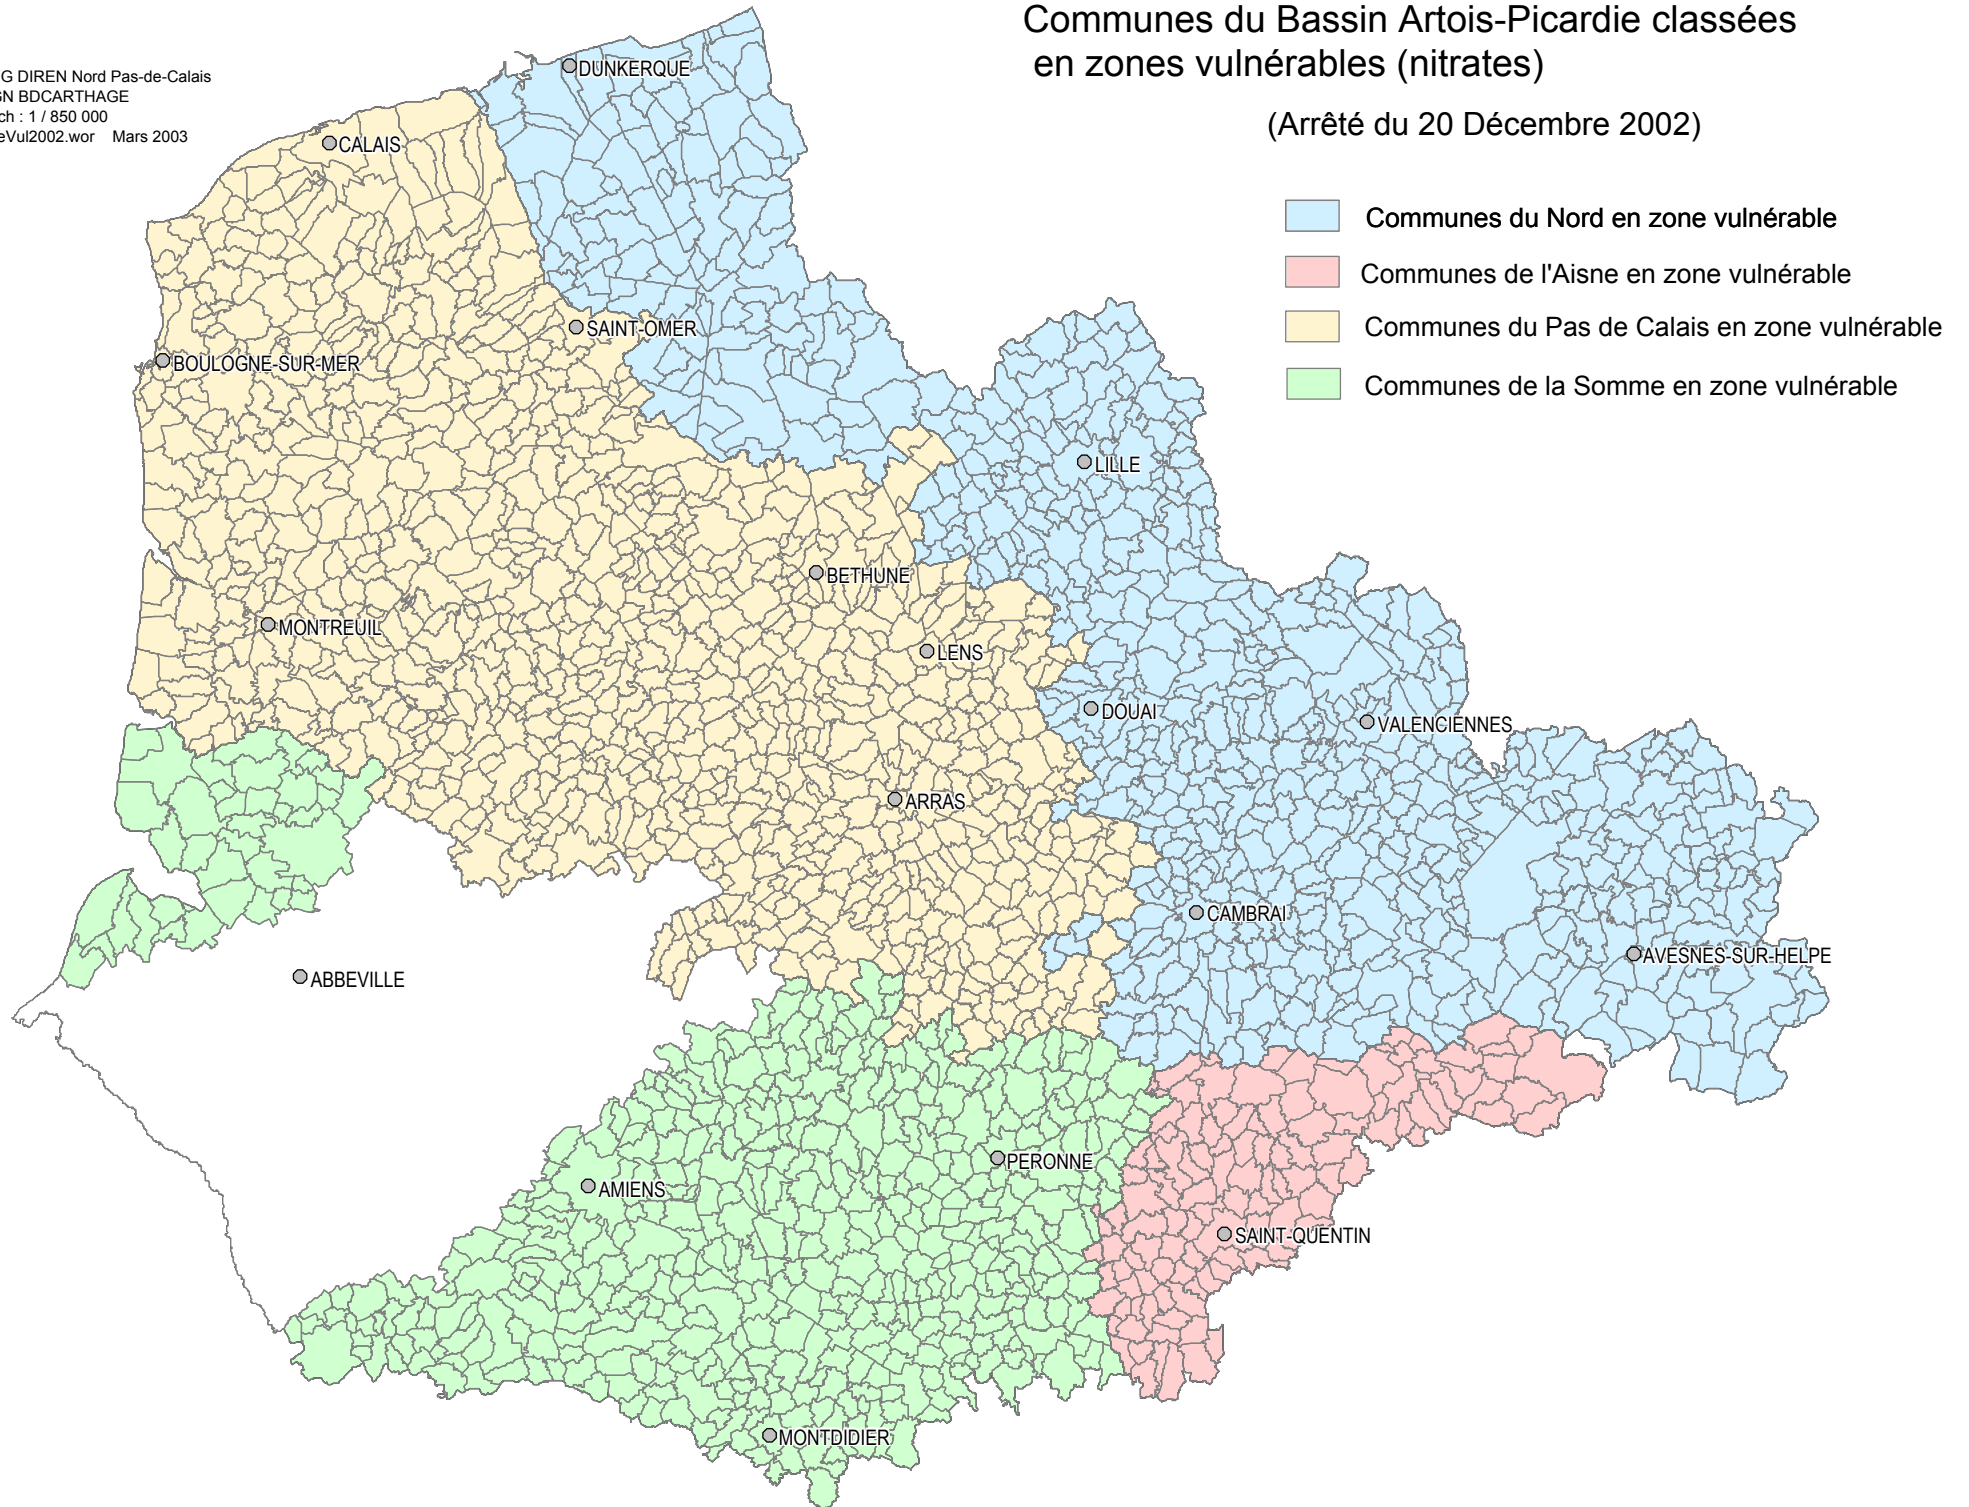 Communes du Bassin Artois-Picardie classées
en zones vulnérables (nitrates)
(Arrêté du 20 Décembre 2002)
G DIREN Nord Pas-de-Calais
GN BDCARTHAGE
ch : 1 / 850 000
eVul2002.wor Mars 2003
Communes du Nord en zone vulnérable
Communes de l'Aisne en zone vulnérable
Communes du Pas de Calais en zone vulnérable
Communes de la Somme en zone vulnérable
DUNKERQUE
CALAIS
SAINT-OMER
BOULOGNE-SUR-MER
LILLE
BETHUNE
MONTREUIL
LENS
DOUAI
VALENCIENNES
ARRAS
CAMBRAI
AVESNES-SUR-HELPE
ABBEVILLE
PERONNE
AMIENS
SAINT-QUENTIN
MONTDIDIER